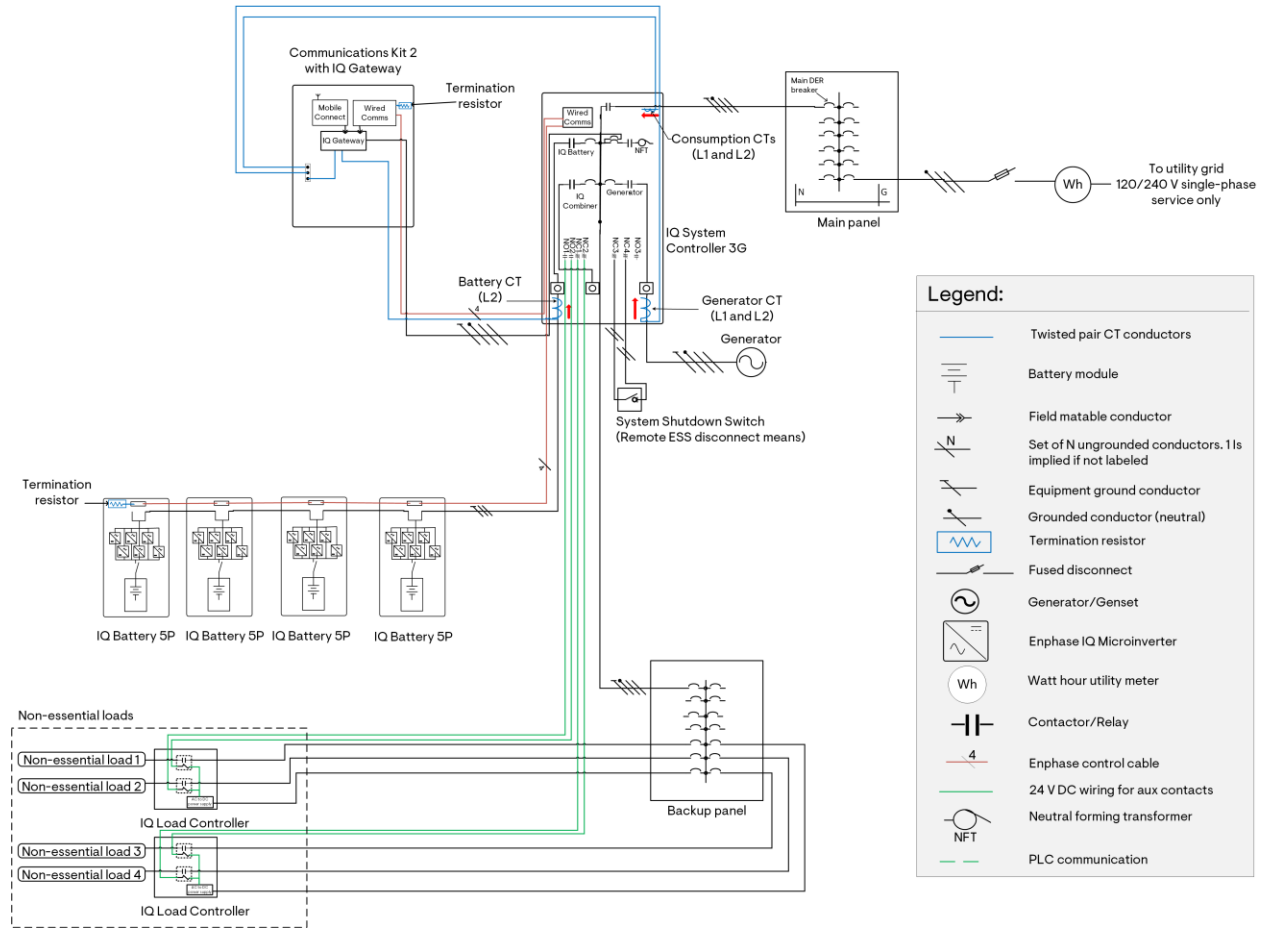 Communications Kit 2
with IQ Gateway
Termination
resistor
Mobile
Connect
Wired
Comms
IQ Gateway
Wired
Comms
IQ Battery
NFT
IQ
Combiner
Generator
NO1
NO2
NC1
NC2
NC3
NC4
NO3
Consumption CTs
(L1 and L2)
IQ System
Controller 3G
Main DER
breaker
N
G
Main panel
Wh
To utility grid
120/240 V single-phase
service only
Battery CT
(L2)
4
Generator CT
(L1 and L2)
Generator
System Shutdown Switch
(Remote ESS disconnect means)
4
Termination
resistor
IQ Battery 5P
IQ Battery 5P
IQ Battery 5P
IQ Battery 5P
Non-essential loads
Non-essential load 1
Non-essential load 2
IQ Load Controller
Non-essential load 3
Non-essential load 4
IQ Load Controller
Backup panel
Legend:
Twisted pair CT conductors
Battery module
Field matable conductor
N
Set of N ungrounded conductors. 1 Is
implied if not labeled
Equipment ground conductor
Grounded conductor (neutral)
Termination resistor
Fused disconnect
Generator/Genset
Enphase IQ Microinverter
Wh
Watt hour utility meter
Contactor/Relay
4
Enphase control cable
24 V DC wiring for aux contacts
Neutral forming transformer
NFT
PLC communication